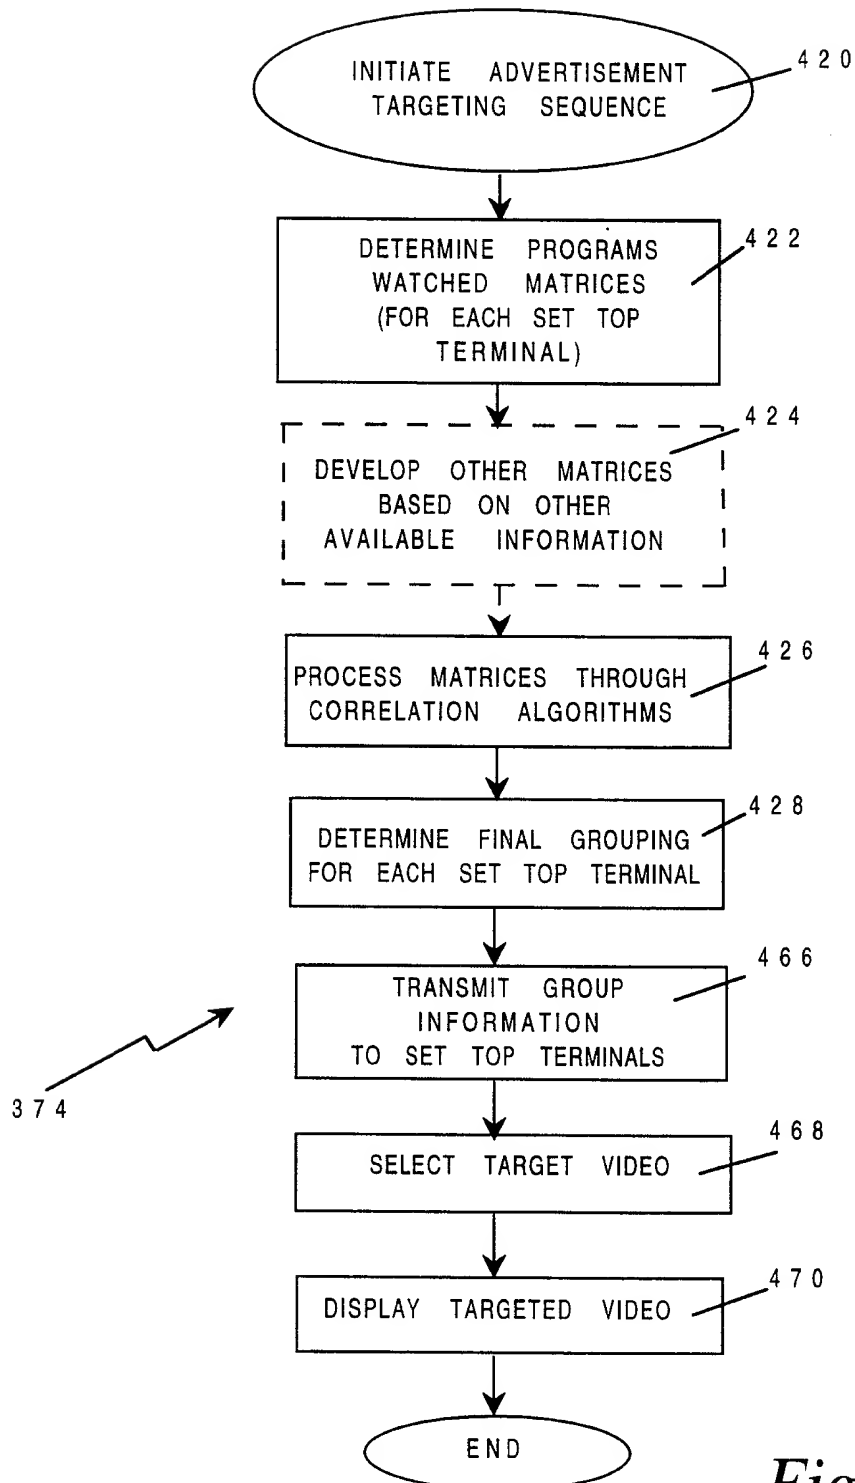 INITIATE ADVERTISEMENT
TARGETING SEQUENCE
420
DETERMINE PROGRAMS
WATCHED MATRICES
(FOR EACH SET TOP
TERMINAL)
422
424
DEVELOP OTHER MATRICES
BASED ON OTHER
AVAILABLE INFORMATION
426
PROCESS MATRICES THROUGH
CORRELATION ALGORITHMS
428
DETERMINE FINAL GROUPING
FOR EACH SET TOP TERMINAL
466
TRANSMIT GROUP
INFORMATION
TO SET TOP TERMINALS
374
468
SELECT TARGET VIDEO
470
DISPLAY TARGETED VIDEO
END
Fig